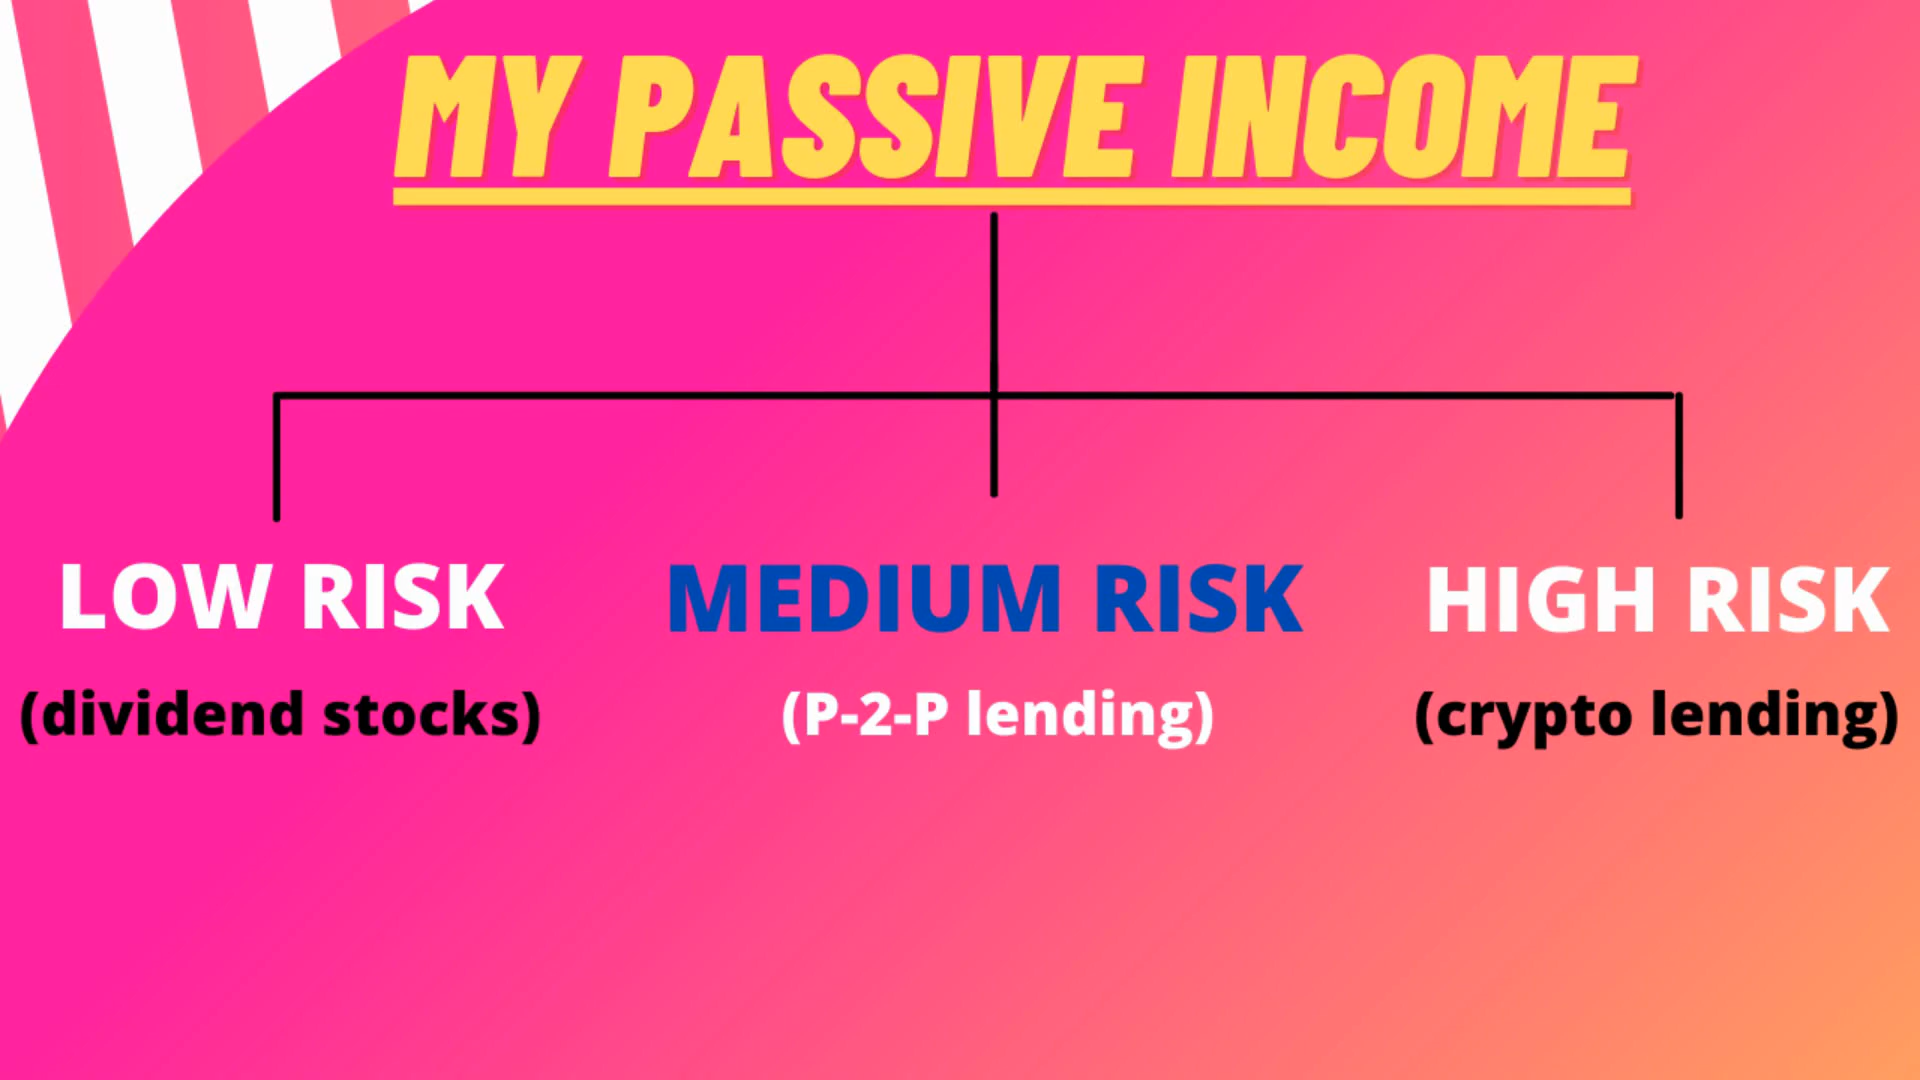 MY PASSIVE INCOME
LOW RISK
(dividend stocks)
MEDIUM RISK
(P-2-P lending)
HIGH RISK
(crypto lending)